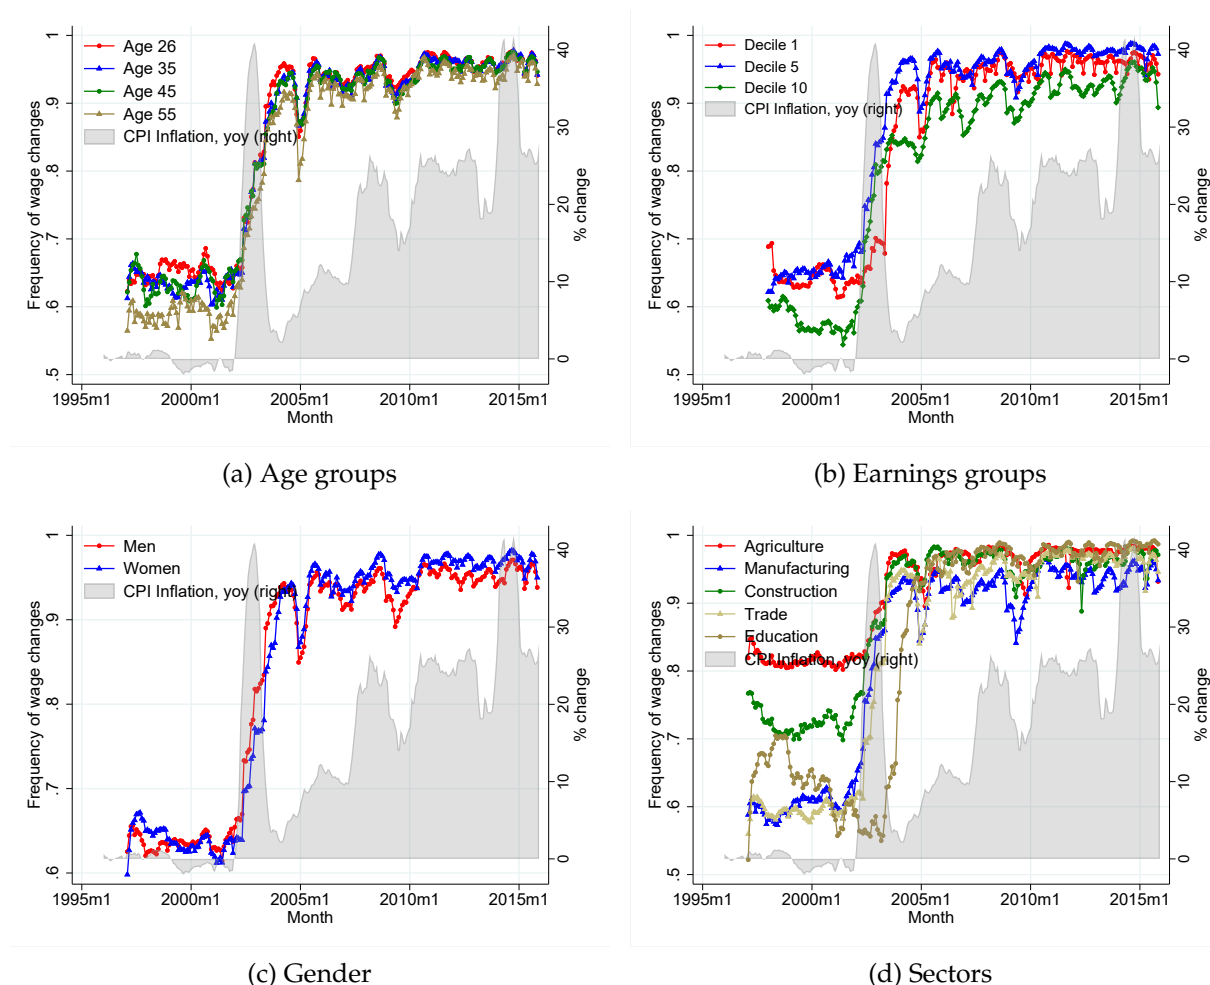 Frequency of wage changes
1
.9
.8
.7
.6
.5
Age 26
Age 35
Age 45
Age 55
CPI Inflation, yoy (right)
40
30
20
10
0
% change
1995m1 2000m1 2005m1 2010m1 2015m1
Month
(a) Age groups
Frequency of wage changes
1
.9
.8
.7
.6
.5
Decile 1
Decile 5
Decile 10
CPI Inflation, yoy (right)
40
30
20
10
0
% change
1995m1 2000m1 2005m1 2010m1 2015m1
Month
(b) Earnings groups
Frequency of wage changes
1
.9
.8
.7
.6
Men
Women
CPI Inflation, yoy (right)
40
30
20
10
0
% change
1995m1 2000m1 2005m1 2010m1 2015m1
Month
(c) Gender
Frequency of wage changes
1
.9
.8
.7
.6
.5
Agriculture
Manufacturing
Construction
Trade
Education
CPI Inflation, yoy (right)
40
30
20
10
0
% change
1995m1 2000m1 2005m1 2010m1 2015m1
Month
(d) Sectors